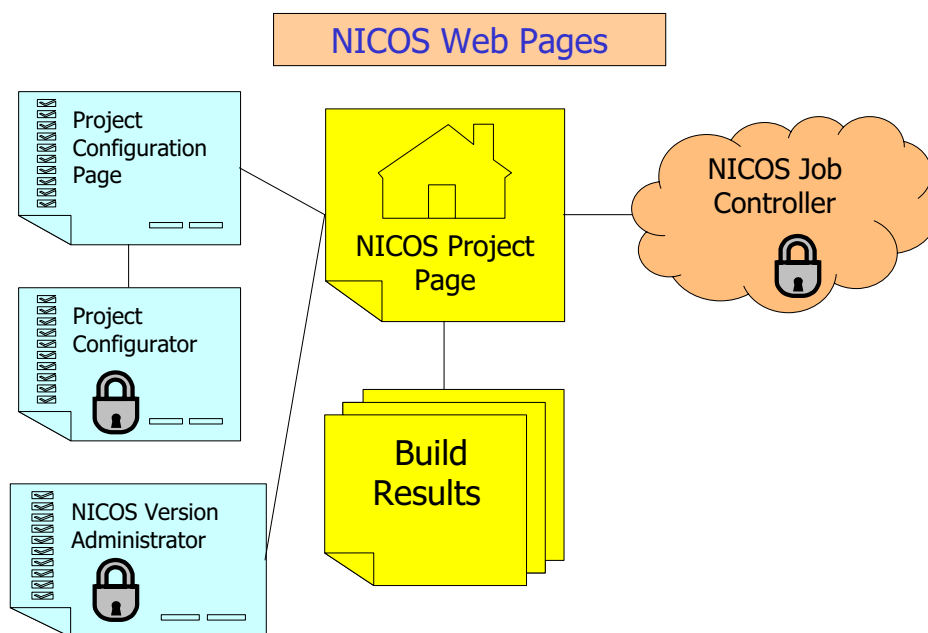 NICOS Web Pages
Project
Configuration
Page
NICOS Project
Page
NICOS Job
Controller
Project
Configurator
Build
Results
NICOS Version
Administrator